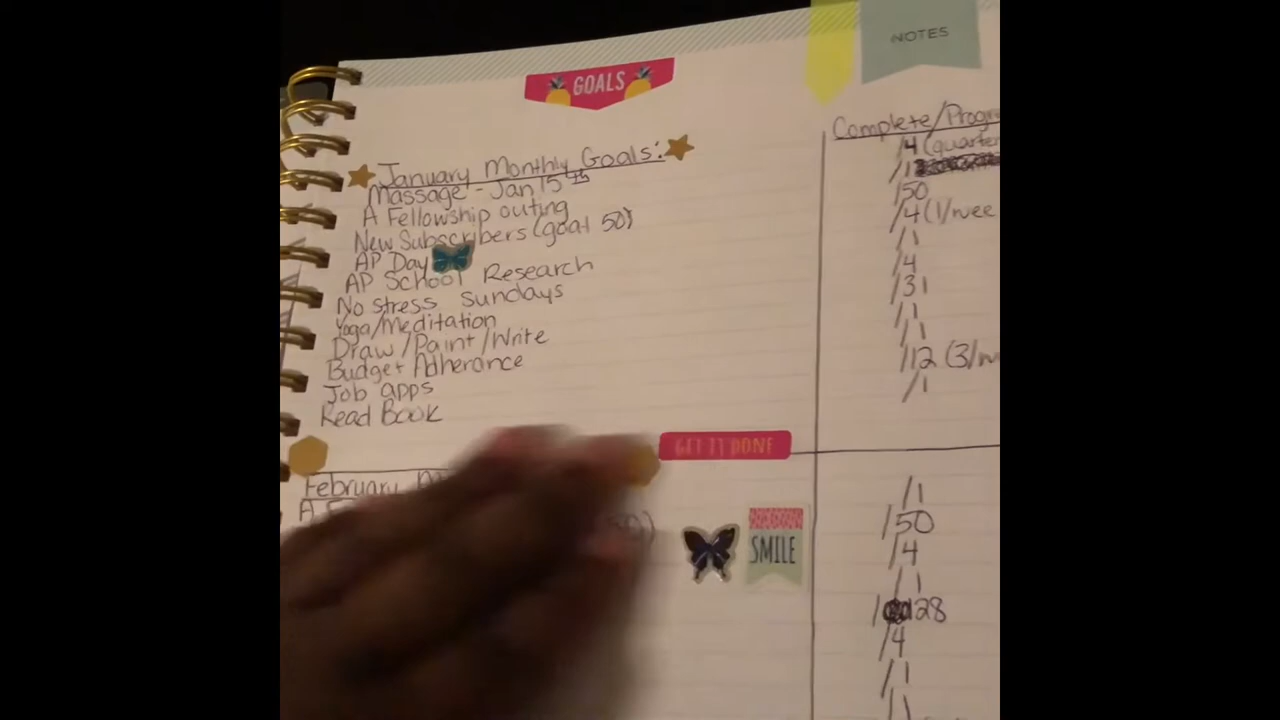 GOALS
NOTES
January Monthly Goals:
Massage - Jan 15th
A Fellowship outing
New Subscribers (goal 50)
AP Day
AP School Research
No stress Sundays
Yoga/Meditation
Draw/Paint/Write
Budget Adherance
Job apps
Read Book
Complete/Progr
/4 (quarter
/1
/50
/4 (1/wee
/1
/4
/31
/1
/1
/12 (3/
/1
GET IT DONE
February
A
SMILE
/1
/50
/4
/1
/28
/4
/1
/1